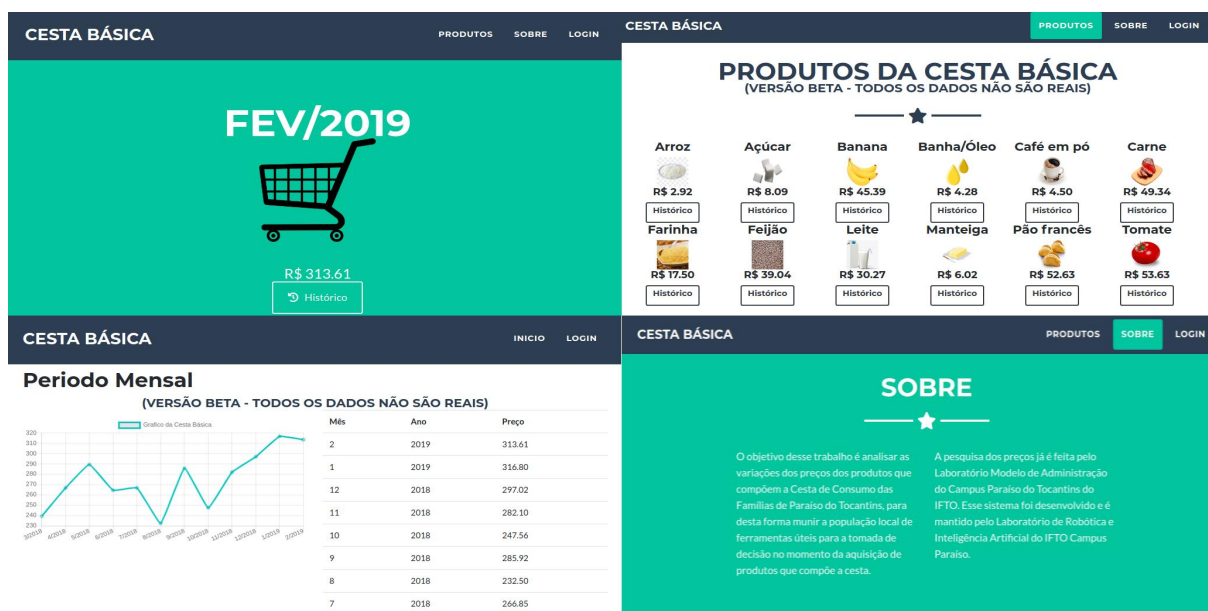 CESTA BÁSICA PRODUTOS SOBRE LOGIN
FEV/2019
R$ 313.61
Histórico
CESTA BÁSICA PRODUTOS SOBRE LOGIN
PRODUTOS DA CESTA BÁSICA
(VERSÃO BETA - TODOS OS DADOS NÃO SÃO REAIS)
Arroz Açúcar Banana Banha/Óleo Café em pó Carne
R$ 2.92 R$ 8.09 R$ 45.39 R$ 4.28 R$ 4.50 R$ 49.34
Histórico Histórico Histórico Histórico Histórico Histórico
Farinha Feijão Leite Manteiga Pão francês Tomate
R$ 17.50 R$ 39.04 R$ 30.27 R$ 6.02 R$ 52.63 R$ 53.63
Histórico Histórico Histórico Histórico Histórico Histórico
CESTA BÁSICA INICIO LOGIN
Periodo Mensal
(VERSÃO BETA - TODOS OS DADOS NÃO SÃO REAIS)
Grafico da Cesta Básica
320
310
300
290
280
270
260
250
240
230
3/2018 4/2018 5/2018 6/2018 7/2018 8/2018 9/2018 10/2018 11/2018 12/2018 1/2019 2/2019
Mês Ano Preço
2 2019 313.61
1 2019 316.80
12 2018 297.02
11 2018 282.10
10 2018 247.56
9 2018 285.92
8 2018 232.50
7 2018 266.85
CESTA BÁSICA PRODUTOS SOBRE LOGIN
SOBRE
O objetivo desse trabalho é analisar as
variações dos preços dos produtos que
compõem a Cesta de Consumo das
Famílias de Paraiso do Tocantins, para
desta forma munir a população local de
ferramentas úteis para a tomada de
decisão no momento da aquisição de
produtos que compõe a cesta.
A pesquisa dos preços já é feita pelo
Laboratório Modelo de Administração
do Campus Paraiso do Tocantins do
IFTO. Esse sistema foi desenvolvido e é
mantido pelo Laboratório de Robótica e
Inteligência Artificial do IFTO Campus
Paraíso.